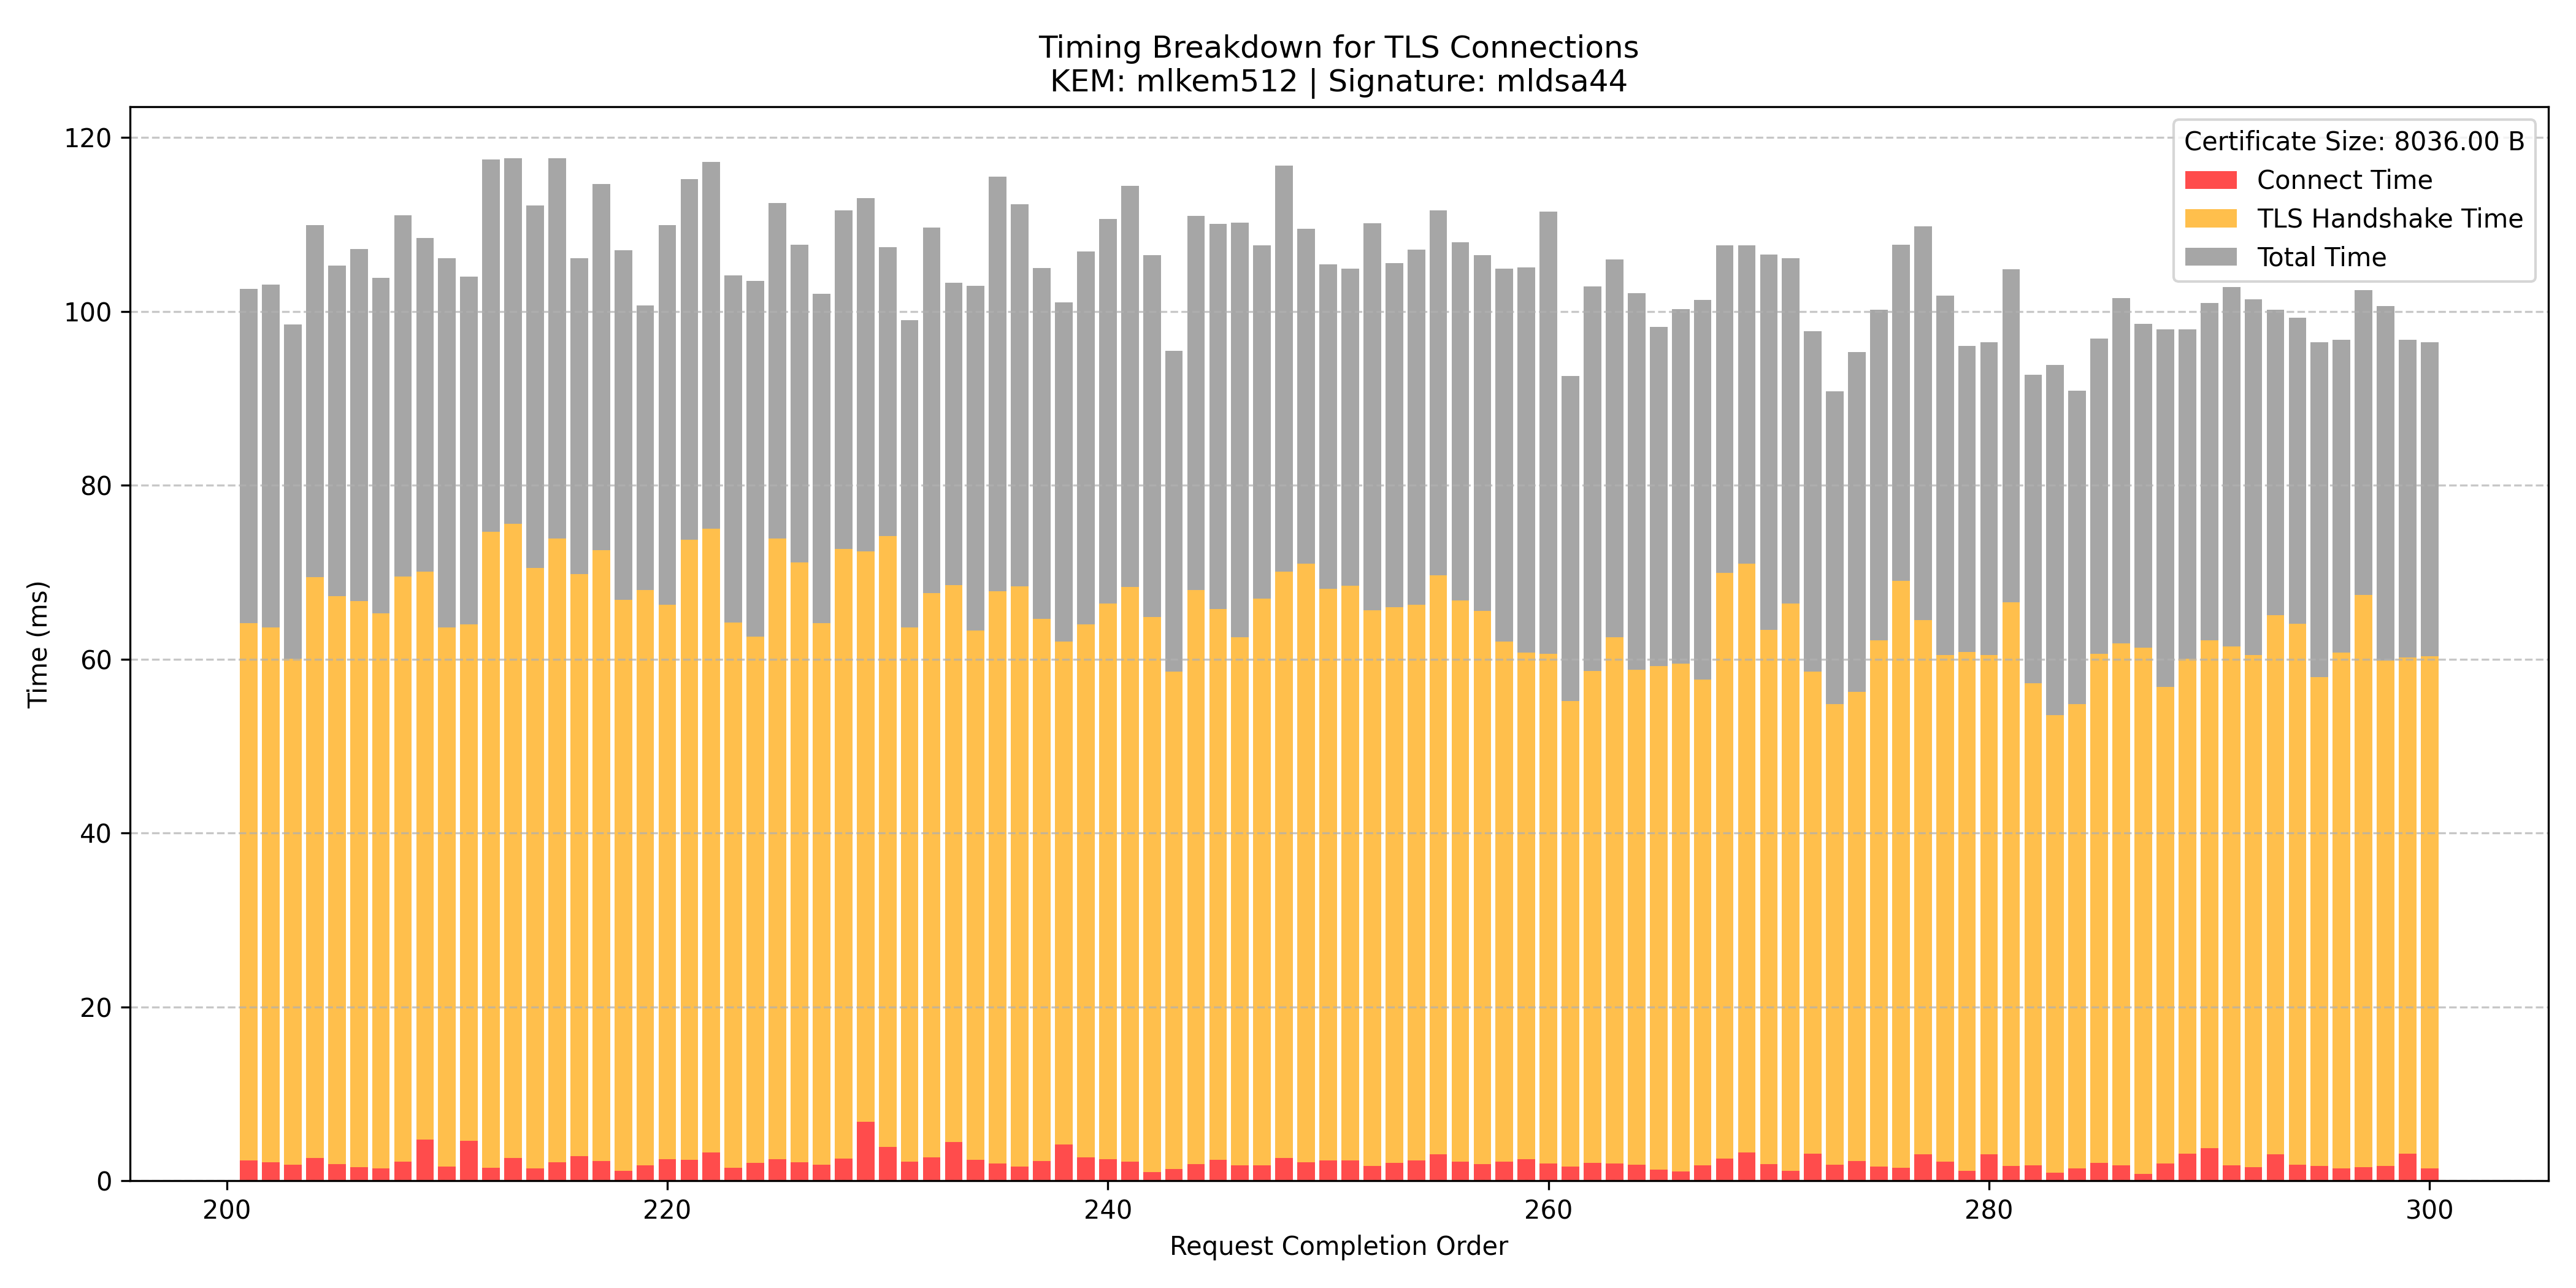 Timing Breakdown for TLS Connections
KEM: mlkem512 | Signature: mldsa44
Certificate Size: 8036.00 B
Connect Time
TLS Handshake Time
Total Time
Time (ms)
120
100
80
60
40
20
0
200 220 240 260 280 300
Request Completion Order